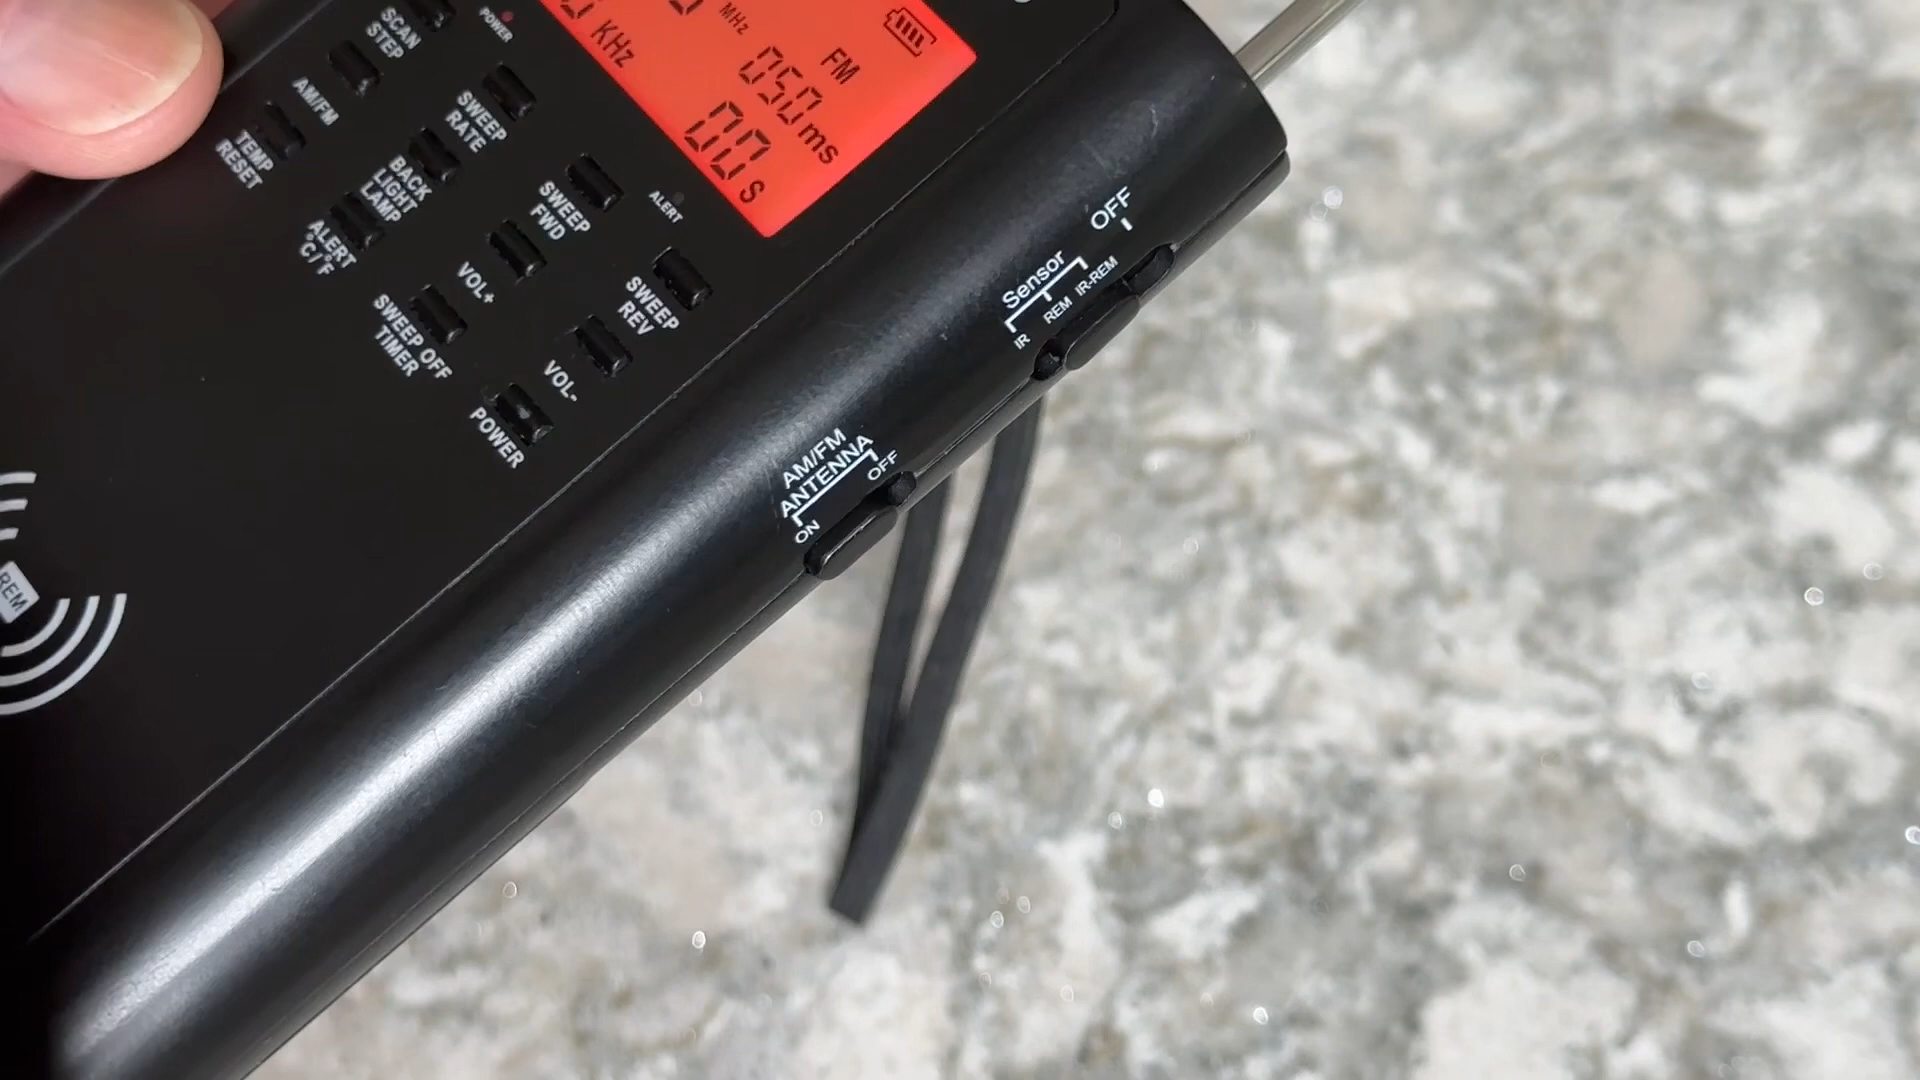 SCAN
STEP
POWER
MHz
KHz
FM
050 ms
00 s
AM/FM
SWEEP
RATE
TEMP
RESET
BACK
LIGHT
LAMP
SWEEP
FWD
ALERT
ALERT
°C/°F
VOL+
SWEEP
REV
SWEEP OFF
TIMER
VOL-
POWER
OFF
Sensor
IR
REM
IR-REM
AM/FM
ANTENNA
ON
OFF
REM